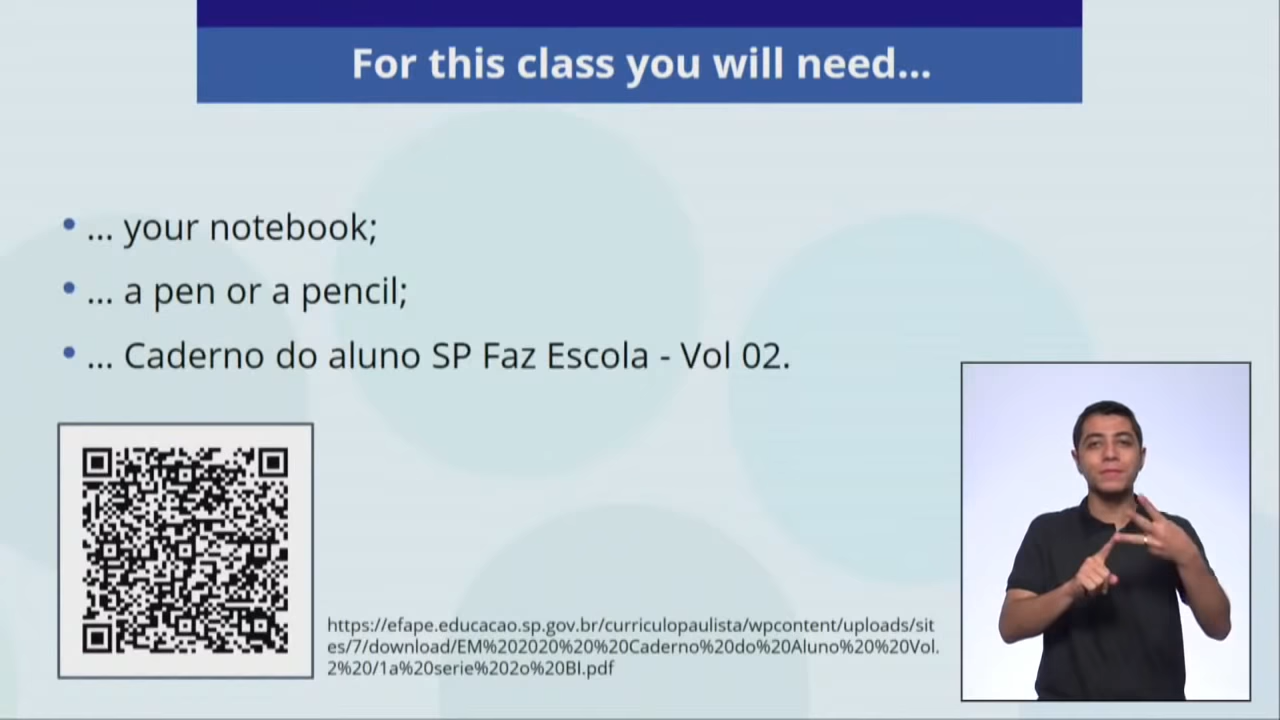 For this class you will need...
• ... your notebook;
• ... a pen or a pencil;
• ... Caderno do aluno SP Faz Escola - Vol 02.
https://efape.educacao.sp.gov.br/curriculopaulista/wpcontent/uploads/sit
es/7/download/EM%202020%20%20Caderno%20do%20Aluno%20%20Vol.
2%20/1a%20serie%202o%20BI.pdf